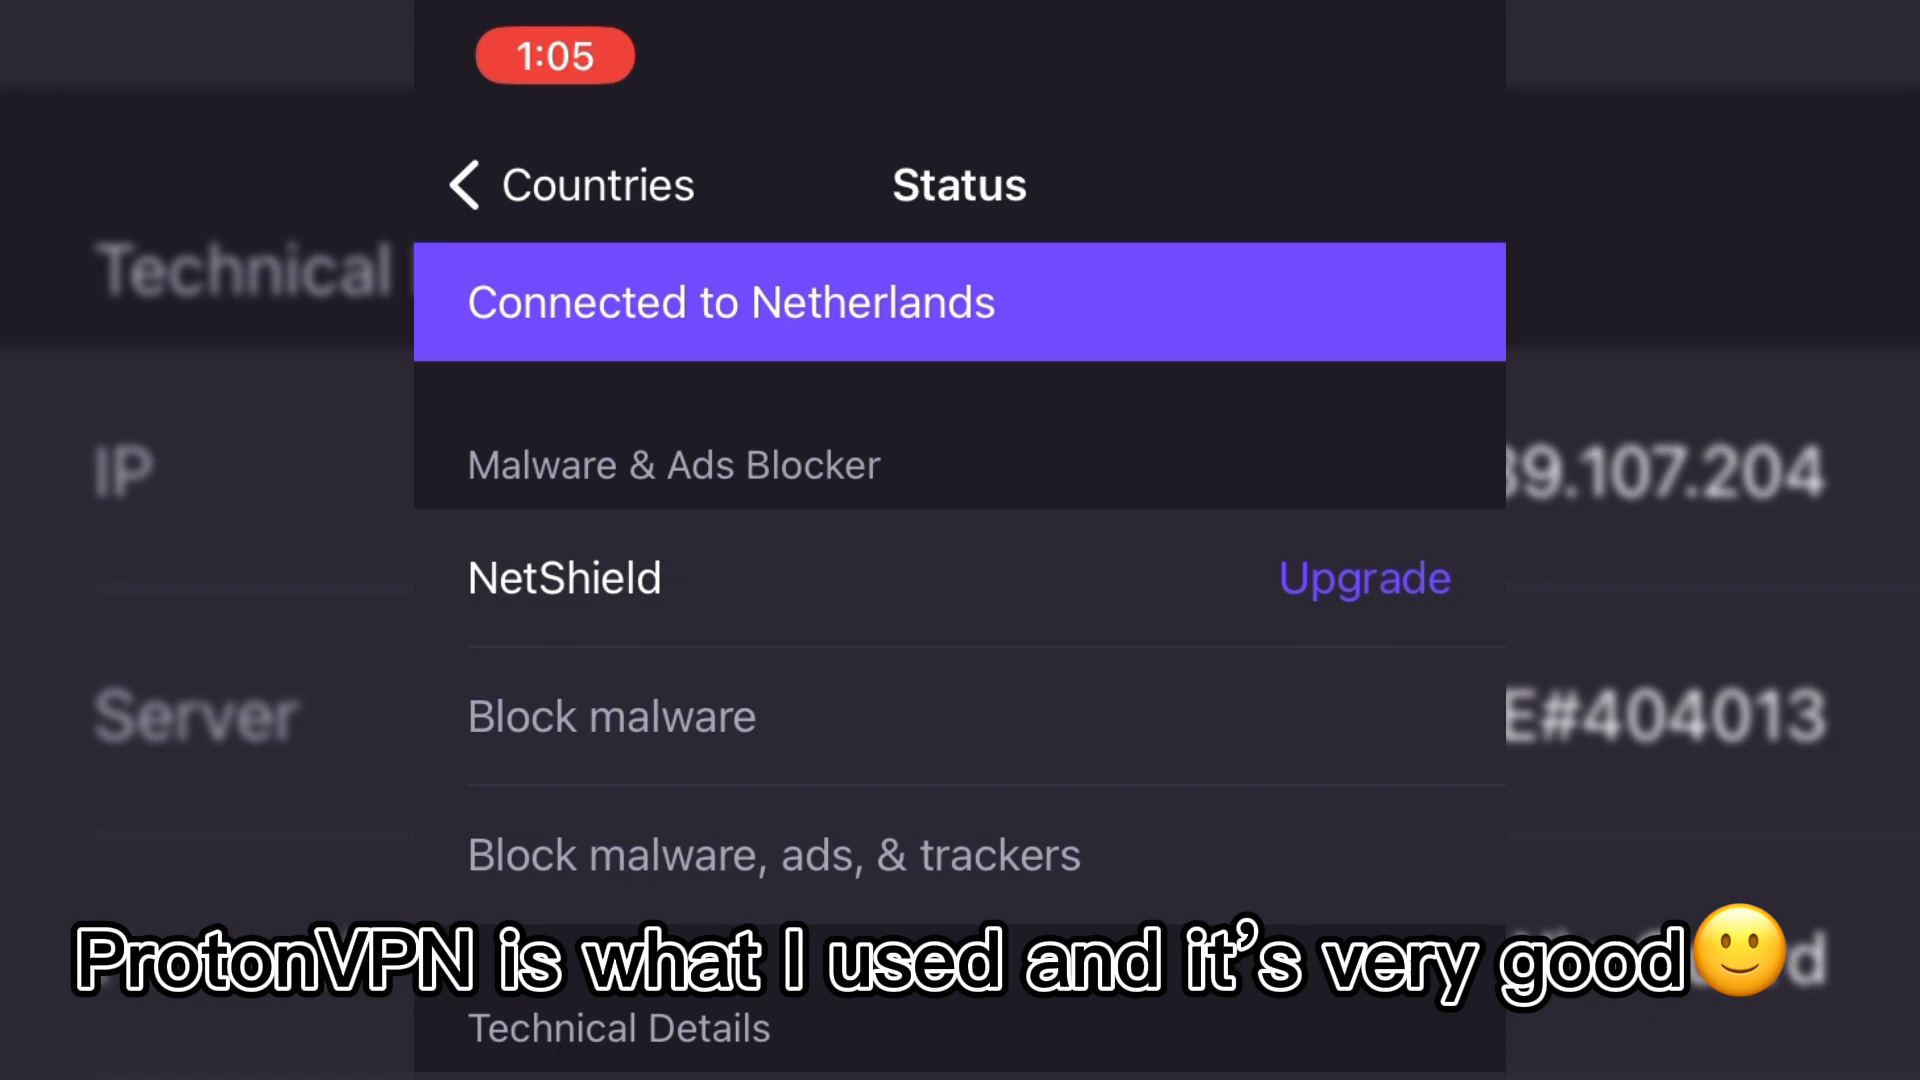 1:05
Countries
Status
Technical
Connected to Netherlands
Malware & Ads Blocker
IP
39.107.204
NetShield
Upgrade
Server
Block malware
E#404013
Block malware, ads, & trackers
ProtonVPN is what I used and it’s very good🙂
Technical Details